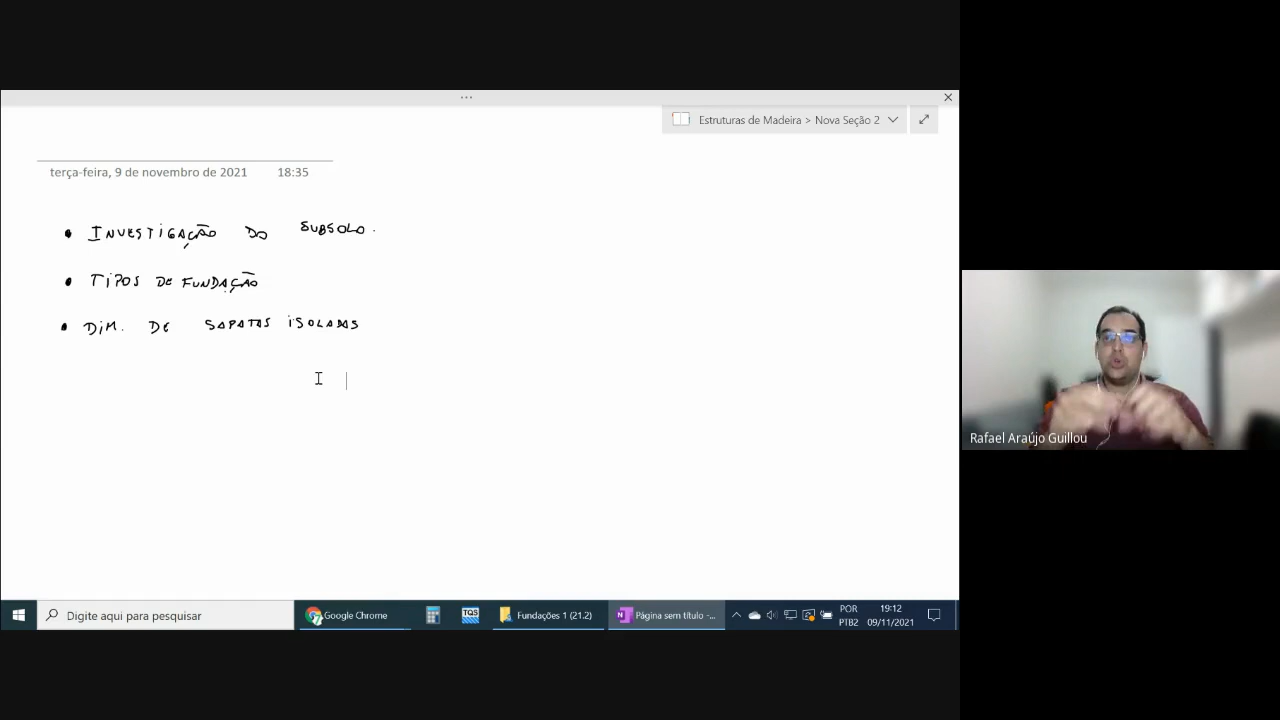 Estruturas de Madeira > Nova Seção 2
terça-feira, 9 de novembro de 2021 18:35
• INVESTIGAÇÃO DO SUBSOLO.
• TIPOS DE FUNDAÇÃO
• DIM. DE SAPATAS ISOLADAS
Rafael Araújo Guillou
Digite aqui para pesquisar
Google Chrome
TQS
Fundações 1 (21.2)
Página sem título -...
POR
PTB2
19:12
09/11/2021